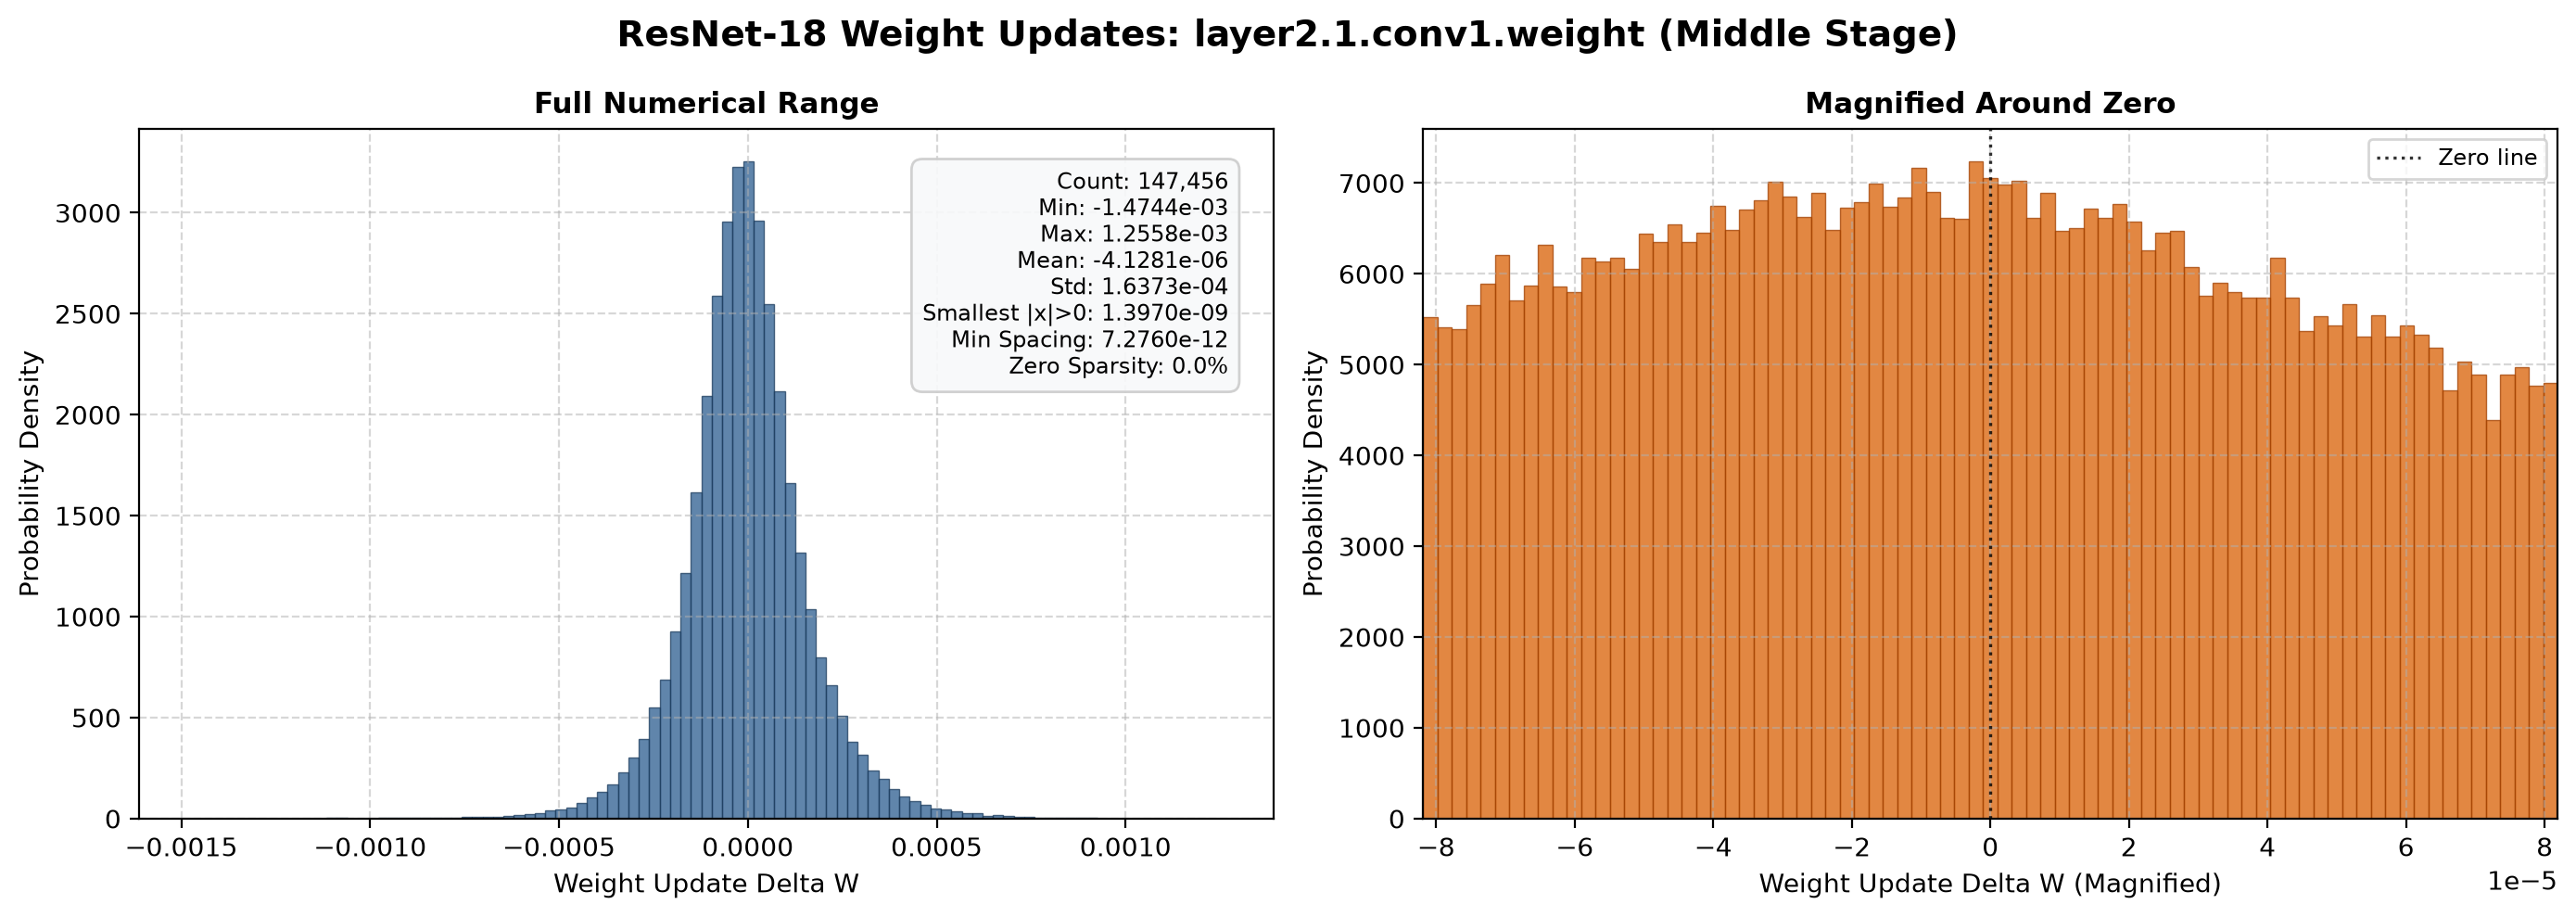 ResNet-18 Weight Updates: layer2.1.conv1.weight (Middle Stage)
Full Numerical Range
Probability Density
3000
2500
2000
1500
1000
500
0
−0.0015
−0.0010
−0.0005
0.0000
0.0005
0.0010
Weight Update Delta W
Count: 147,456
Min: -1.4744e-03
Max: 1.2558e-03
Mean: -4.1281e-06
Std: 1.6373e-04
Smallest |x|>0: 1.3970e-09
Min Spacing: 7.2760e-12
Zero Sparsity: 0.0%
Magnified Around Zero
Probability Density
7000
6000
5000
4000
3000
2000
1000
0
−8
−6
−4
−2
0
2
4
6
8
1e−5
Weight Update Delta W (Magnified)
Zero line